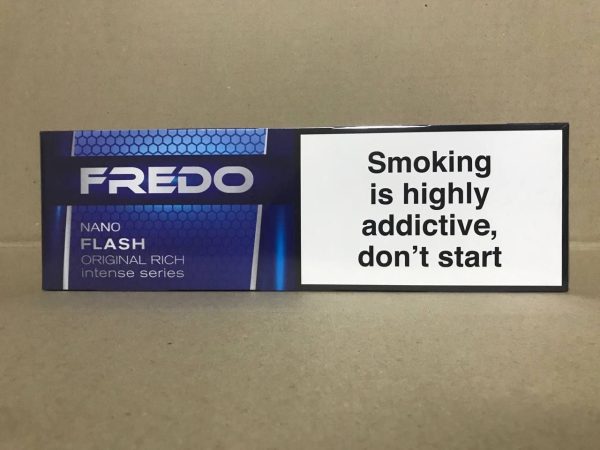 FREDO
NANO
FLASH
ORIGINAL RICH
intense series
Smoking
is highly
addictive,
don't start